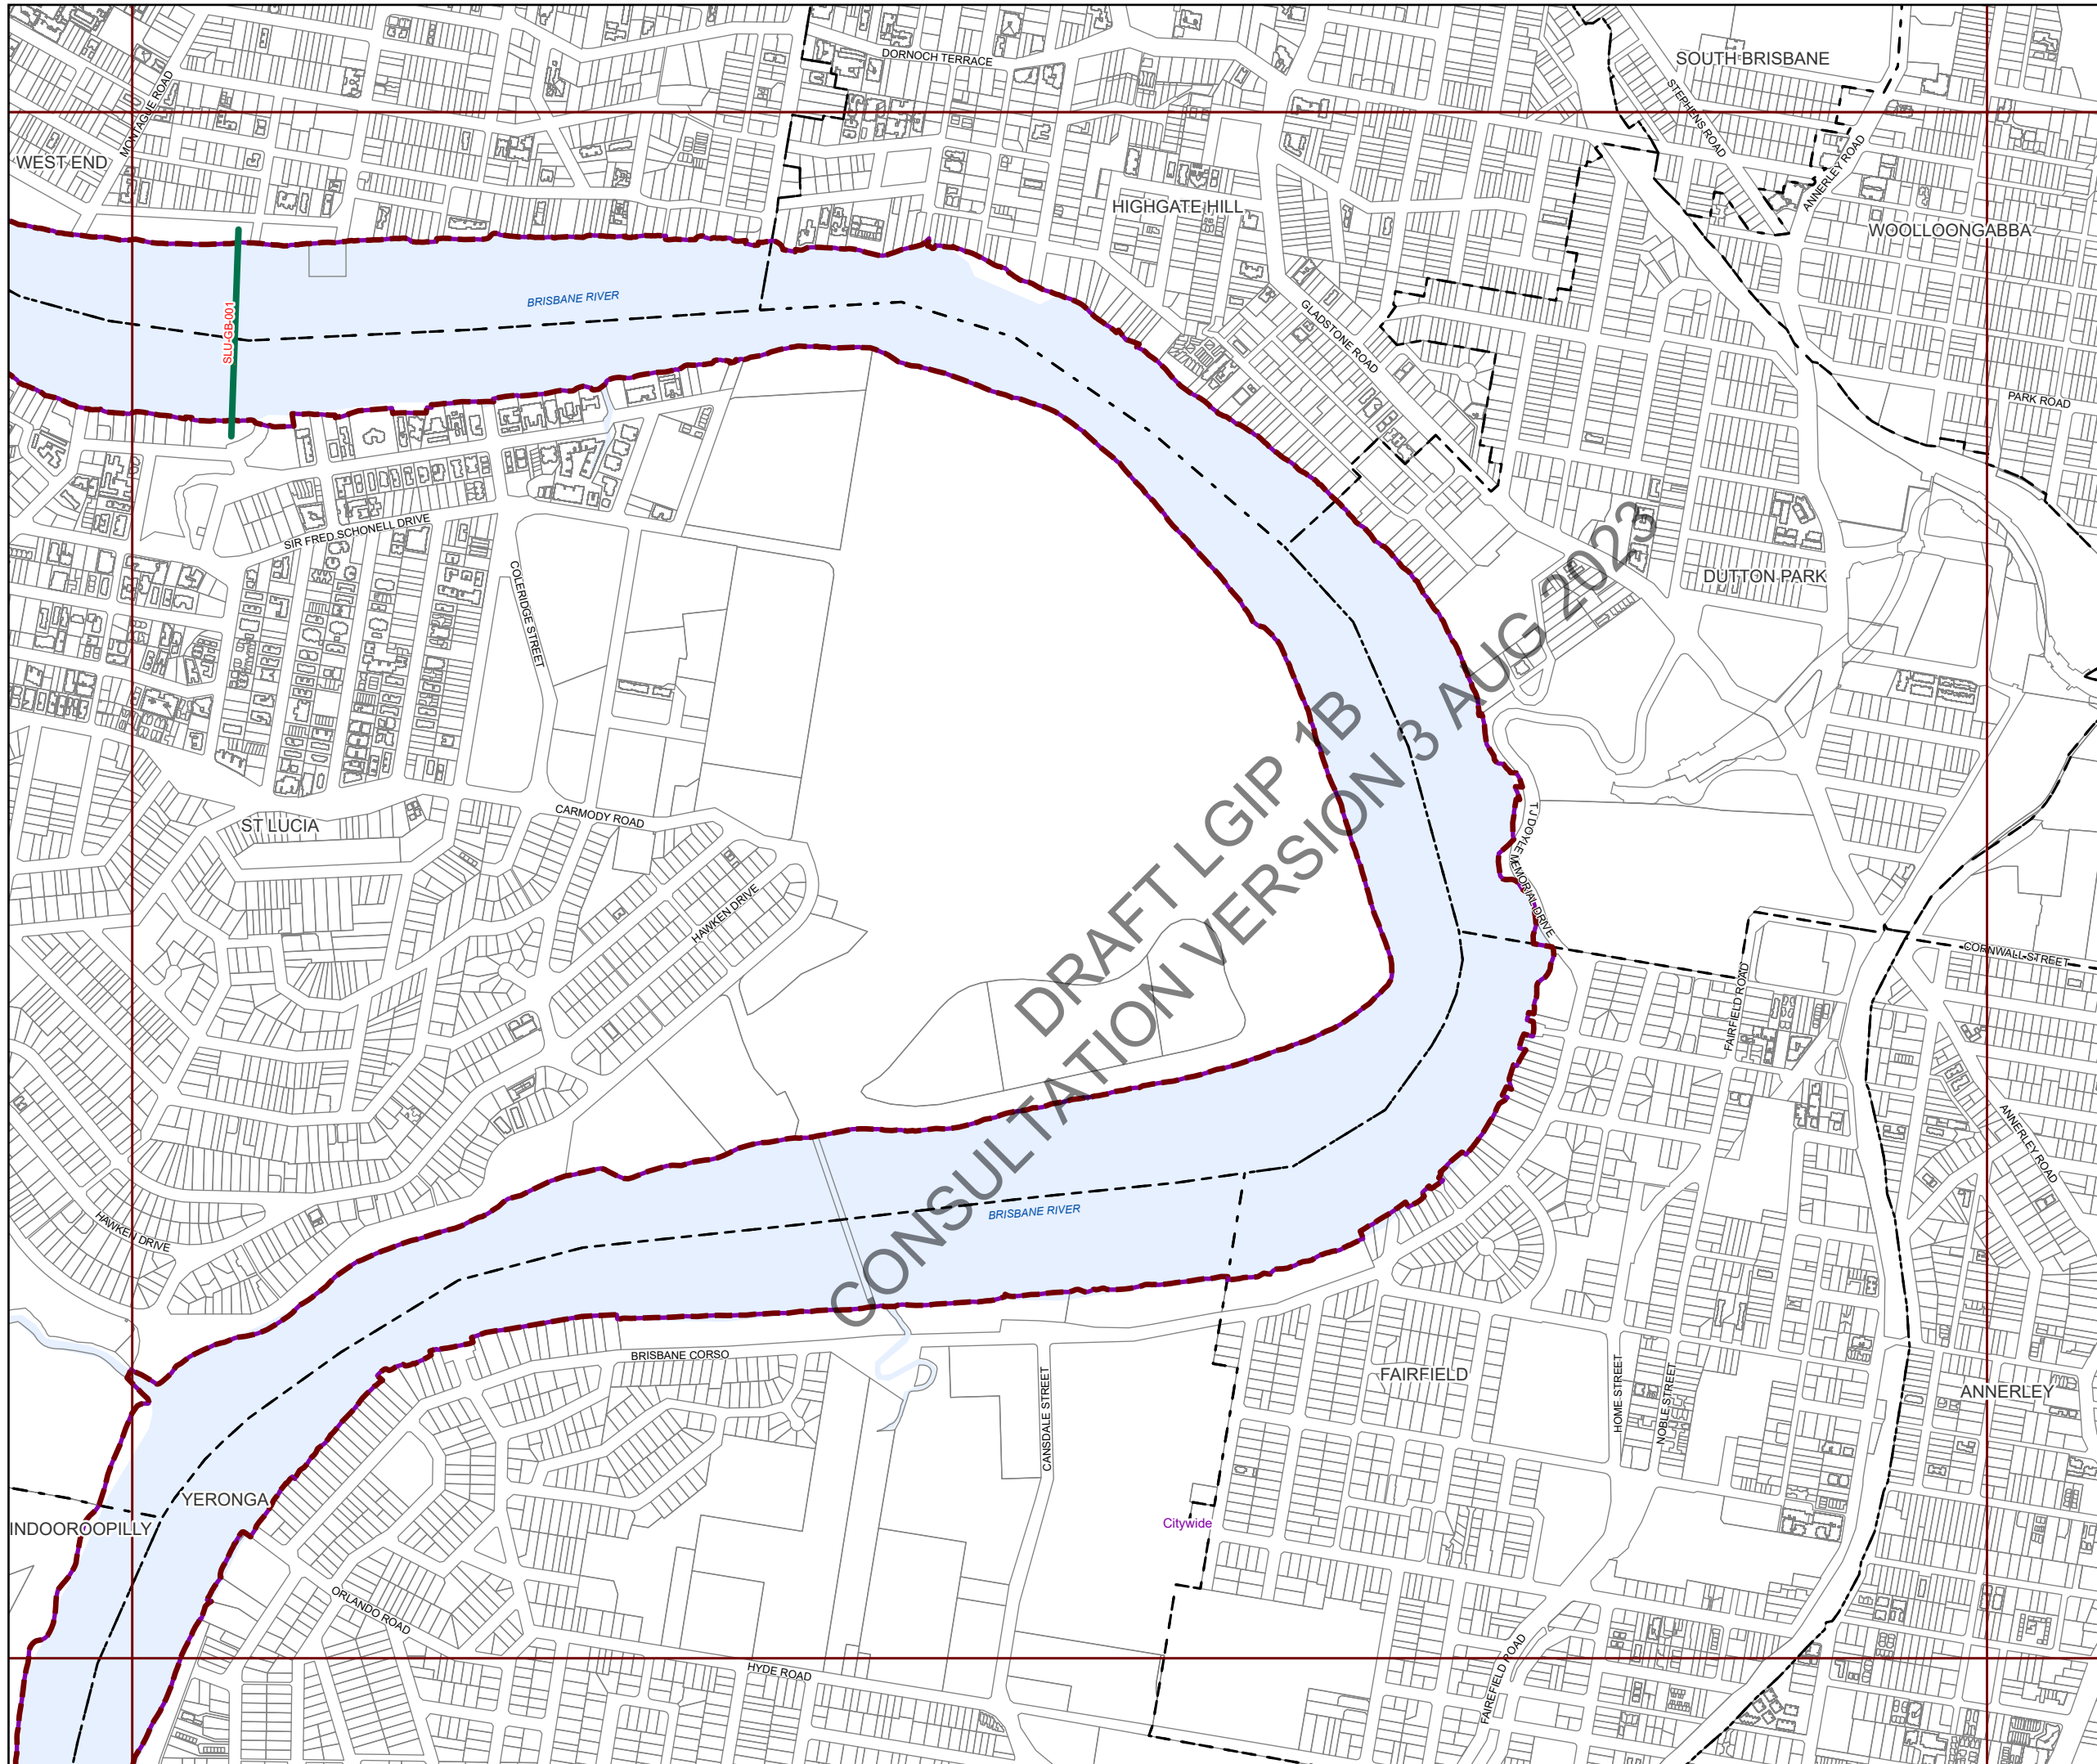 DORNOCH TERRACE
SOUTH BRISBANE
MONTAGUE ROAD
STEPHENS ROAD
WEST END
ANNERLEY ROAD
HIGHGATE HILL
WOOLLOONGABBA
BRISBANE RIVER
SLU-GB-001
GLADSTONE ROAD
PARK ROAD
SIR FRED SCHONELL DRIVE
COLERIDGE STREET
DUTTON PARK
DRAFT LGIP 1B
CONSULTATION VERSION 3 AUG 2023
CARMODY ROAD
ST LUCIA
T J DOYLE MEMORIAL DRIVE
HAWKEN DRIVE
CORNWALL STREET
FAIRFIELD ROAD
ANNERLEY ROAD
BRISBANE RIVER
HAWKEN DRIVE
BRISBANE CORSO
CANSDALE STREET
FAIRFIELD
HOME STREET
NOBLE STREET
ANNERLEY
YERONGA
INDOOROOPILLY
Citywide
ORLANDO ROAD
HYDE ROAD
FAIREFIELD ROAD